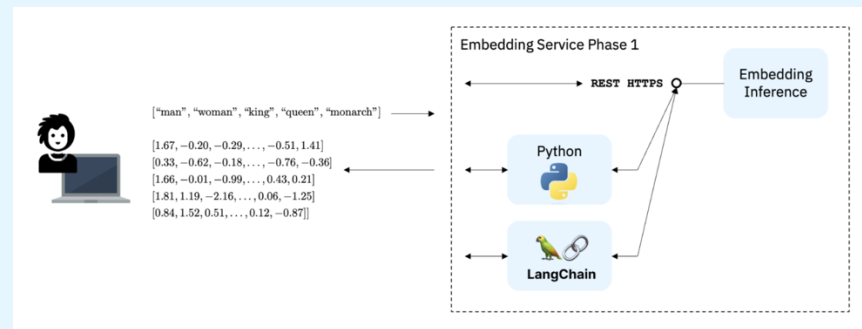 Embedding Service Phase 1
REST HTTPS
Embedding
Inference
["man", "woman", "king", "queen", "monarch"]
[1.67, −0.20, −0.29, . . . , −0.51, 1.41]
[0.33, −0.62, −0.18, . . . , −0.76, −0.36]
[1.66, −0.01, −0.99, . . . , 0.43, 0.21]
[1.81, 1.19, −2.16, . . . , 0.06, −1.25]
[0.84, 1.52, 0.51, . . . , 0.12, −0.87]]
Python
LangChain